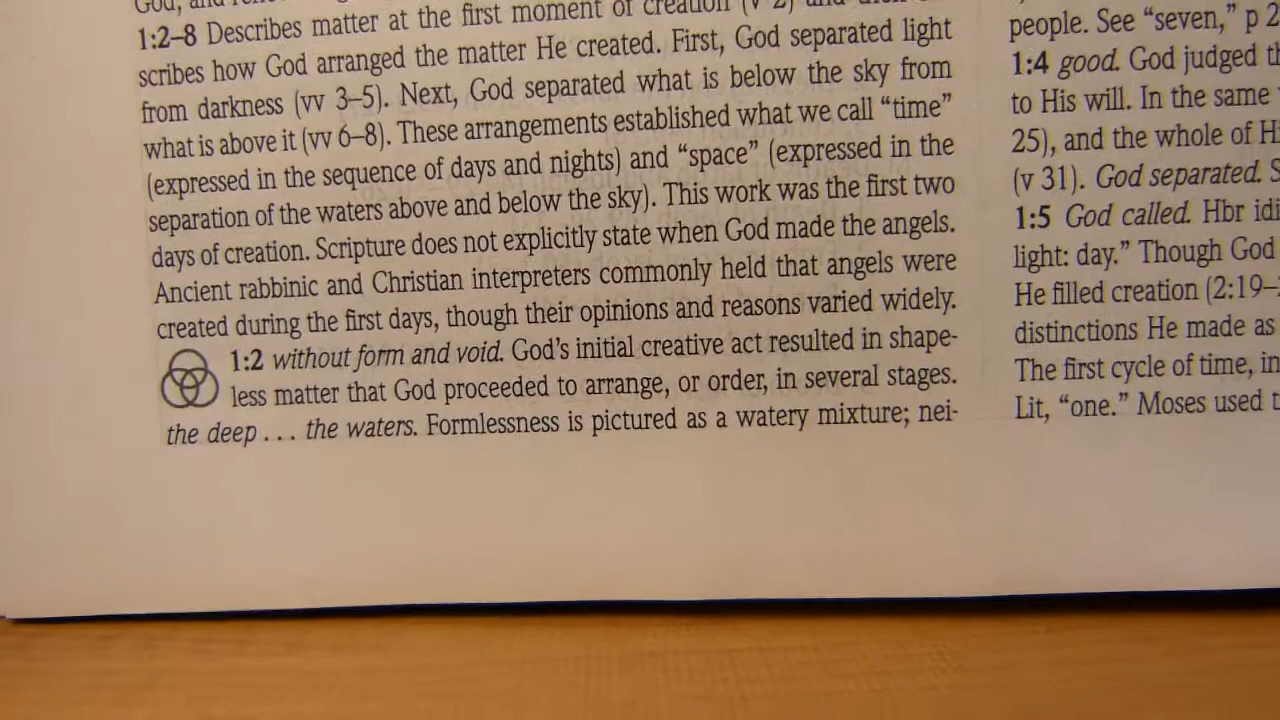 God, and
1:2–8 Describes matter at the first moment of creation (v 2) and then
scribes how God arranged the matter He created. First, God separated light
from darkness (vv 3–5). Next, God separated what is below the sky from
what is above it (vv 6–8). These arrangements established what we call “time”
(expressed in the sequence of days and nights) and “space” (expressed in the
separation of the waters above and below the sky). This work was the first two
days of creation. Scripture does not explicitly state when God made the angels.
Ancient rabbinic and Christian interpreters commonly held that angels were
created during the first days, though their opinions and reasons varied widely.
1:2 without form and void. God’s initial creative act resulted in shape-
less matter that God proceeded to arrange, or order, in several stages.
the deep . . . the waters. Formlessness is pictured as a watery mixture; nei-
people. See “seven,” p 2
1:4 good. God judged
to His will. In the same
25), and the whole of
(v 31). God separated.
1:5 God called. Hbr
light: day.” Though God
He filled creation (2:19–
distinctions He made as
The first cycle of time, in
Lit, “one.” Moses used